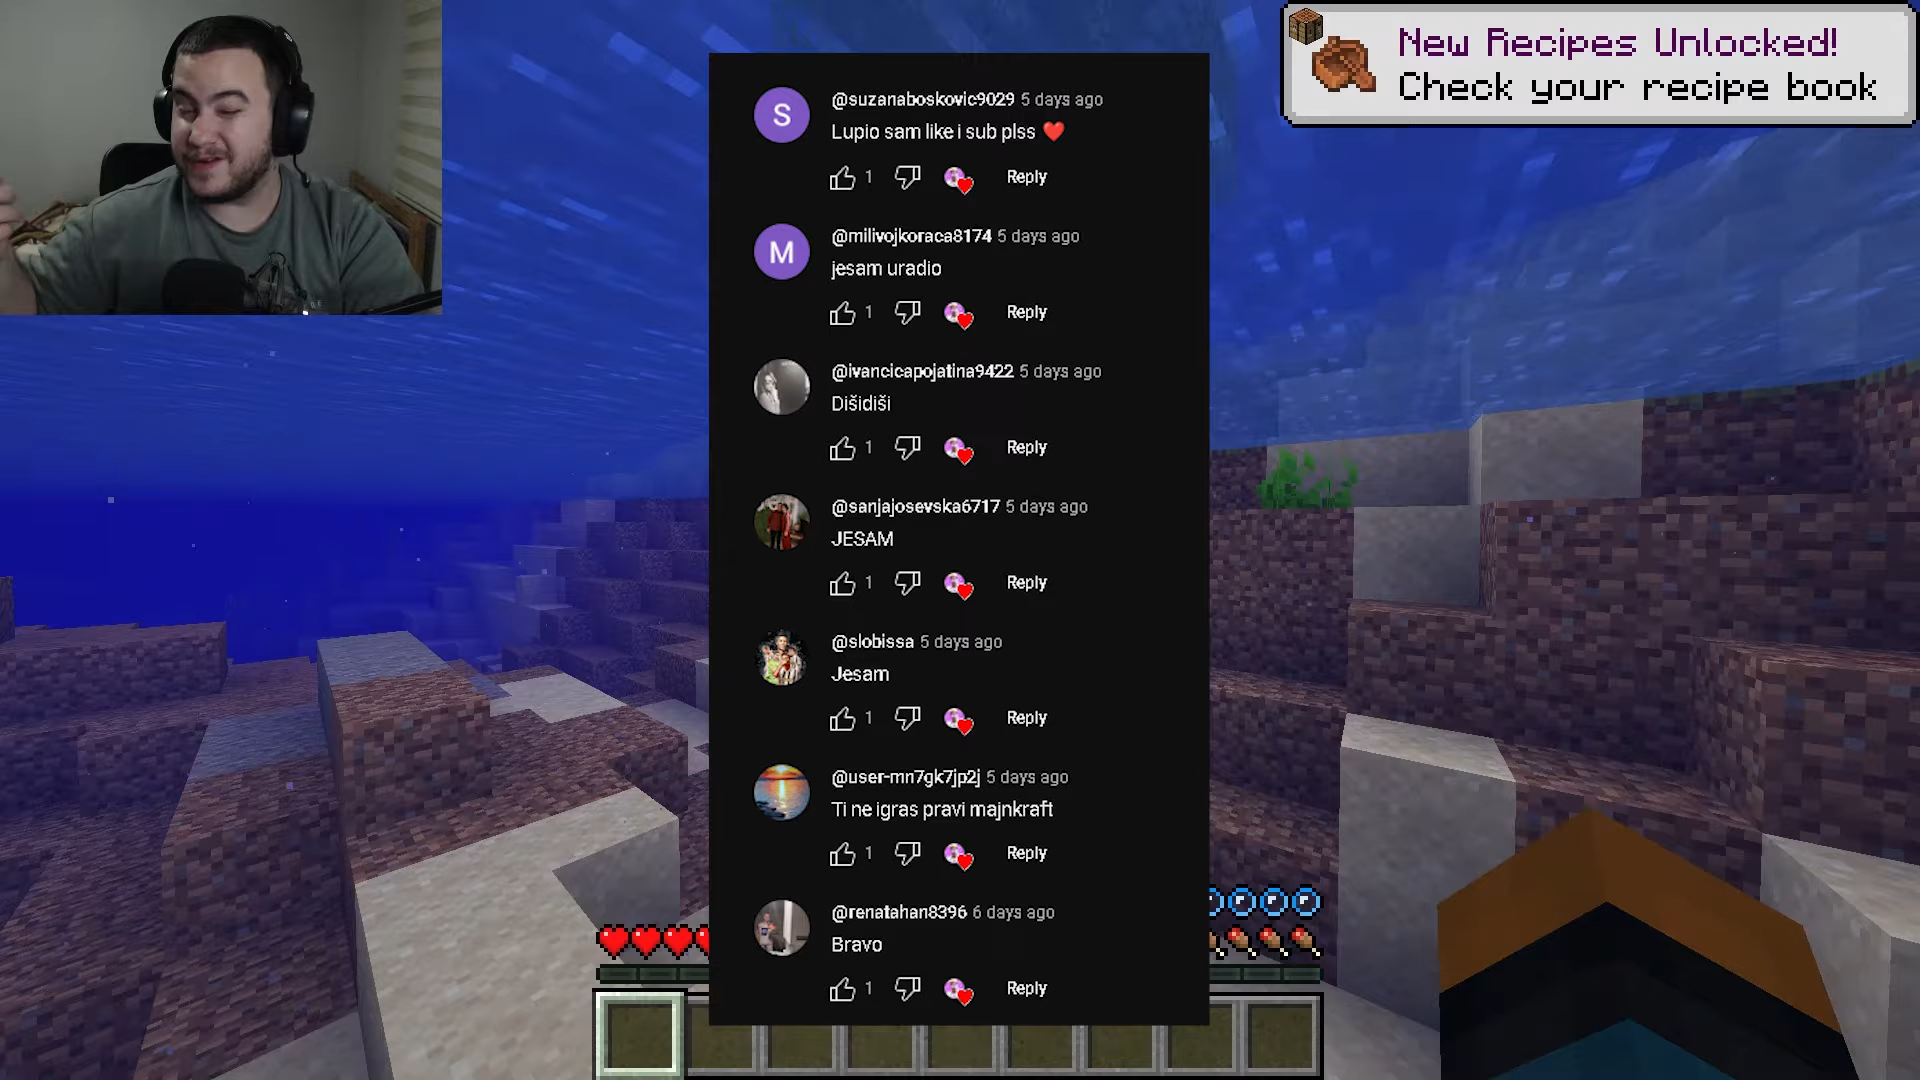 New Recipes Unlocked!
Check your recipe book
S
@suzanaboskovic9029 5 days ago
Lupio sam like i sub plss ❤️
1 Reply
M
@milivojkoraca8174 5 days ago
jesam uradio
1 Reply
@ivancicapojatina9422 5 days ago
Dišidiši
1 Reply
@sanjajosevska6717 5 days ago
JESAM
1 Reply
@slobissa 5 days ago
Jesam
1 Reply
@user-mn7gk7jp2j 5 days ago
Ti ne igras pravi majnkraft
1 Reply
@renatahan8396 6 days ago
Bravo
1 Reply